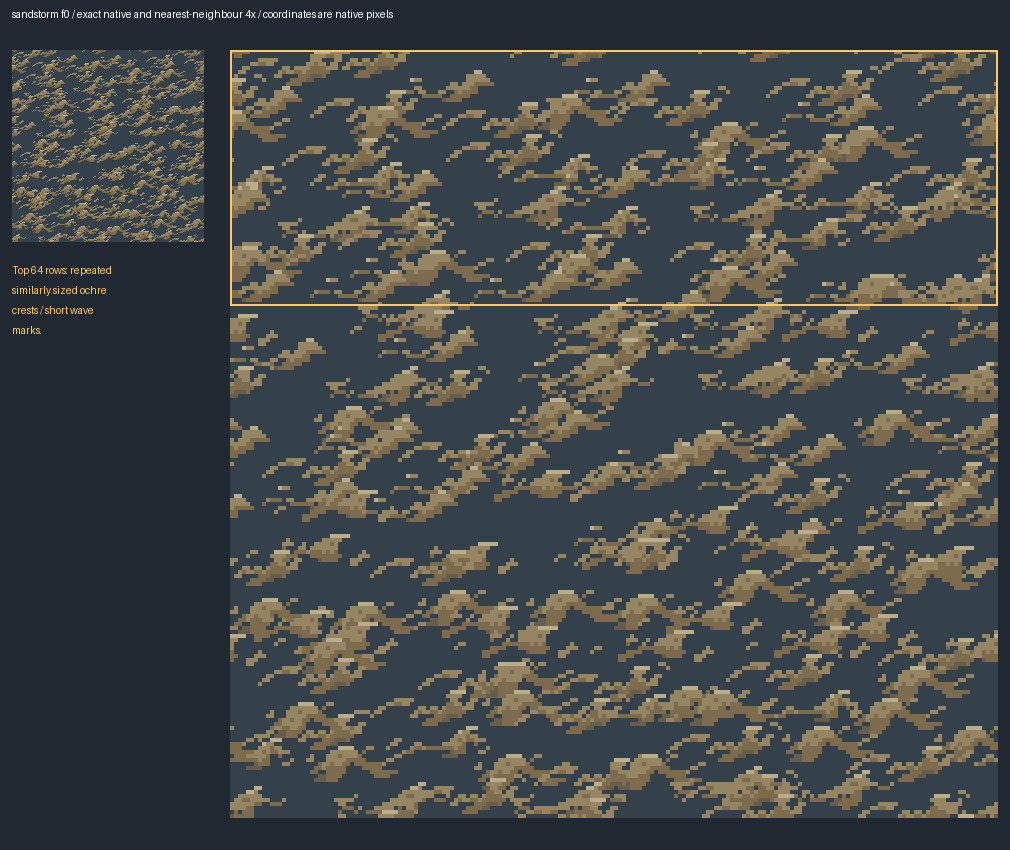 sandstorm f0 / exact native and nearest-neighbour 4x / coordinates are native pixels
Top 64 rows: repeated
similarly sized ochre
crests / short wave
marks.